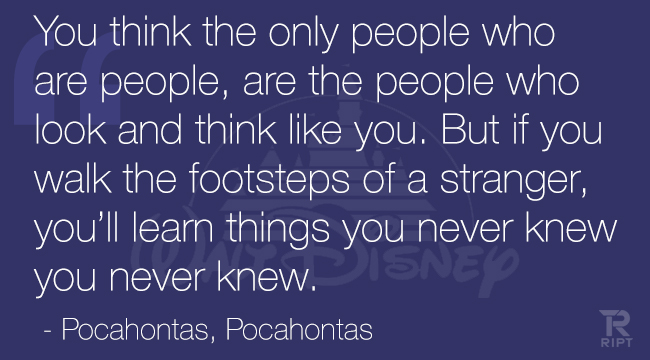 You think the only people who
are people, are the people who
look and think like you. But if you
walk the footsteps of a stranger,
you'll learn things you never knew
you never knew.
- Pocahontas, Pocahontas
WALT DISNEY
RIPT